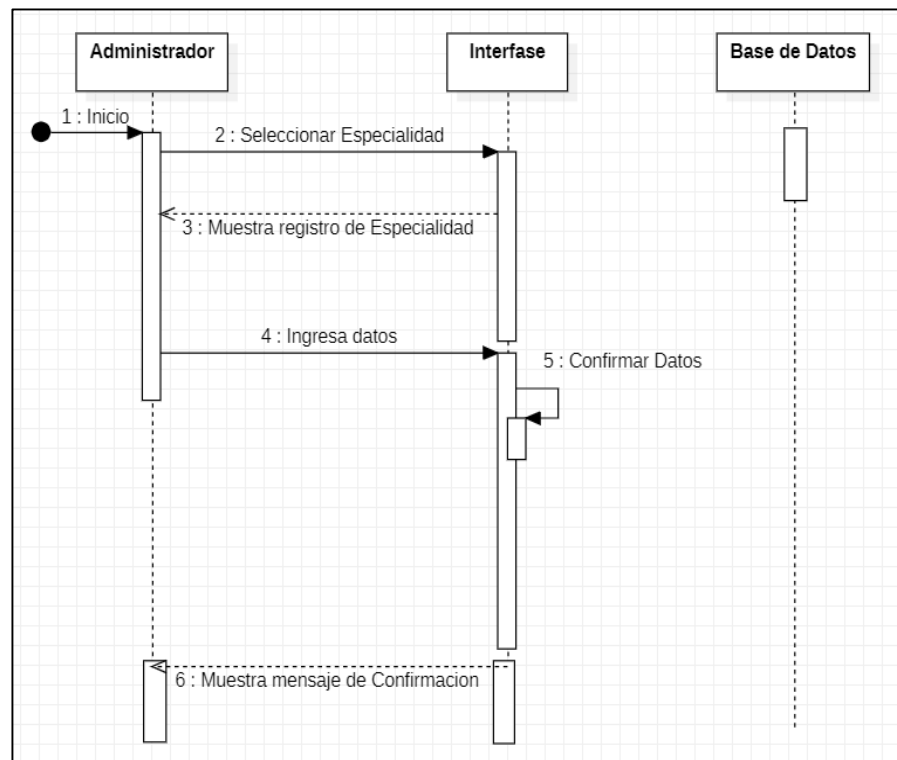 Administrador
Interfase
Base de Datos
1 : Inicio
2 : Seleccionar Especialidad
3 : Muestra registro de Especialidad
4 : Ingresa datos
5 : Confirmar Datos
6 : Muestra mensaje de Confirmacion